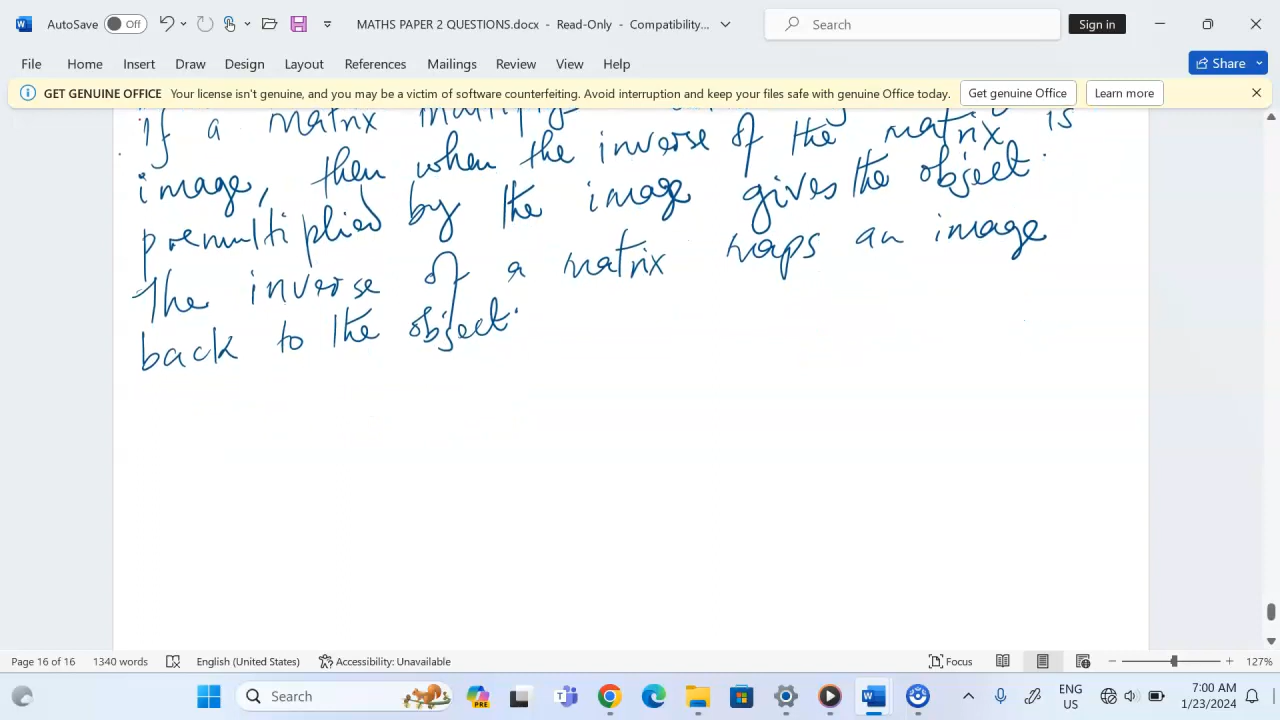 AutoSave Off MATHS PAPER 2 QUESTIONS.docx - Read-Only - Compatibility... Search Sign in
File Home Insert Draw Design Layout References Mailings Review View Help Share
GET GENUINE OFFICE Your license isn't genuine, and you may be a victim of software counterfeiting. Avoid interruption and keep your files safe with genuine Office today. Get genuine Office Learn more
If a matrix multiply
image, then when the inverse of the matrix is
premultiplied by the image gives the object.
The inverse of a matrix maps an image
back to the object.
Page 16 of 16 1340 words English (United States) Accessibility: Unavailable Focus 127%
Search PRE ENG US 7:00 AM 1/23/2024